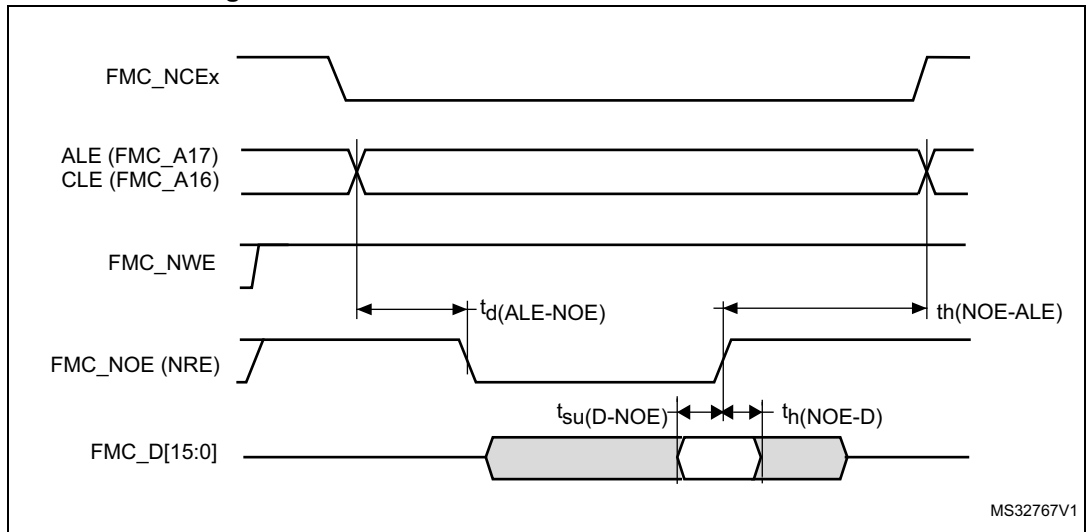 FMC_NCEx
ALE (FMC_A17)
CLE (FMC_A16)
FMC_NWE
td(ALE-NOE)
th(NOE-ALE)
FMC_NOE (NRE)
tsu(D-NOE)
th(NOE-D)
FMC_D[15:0]
MS32767V1